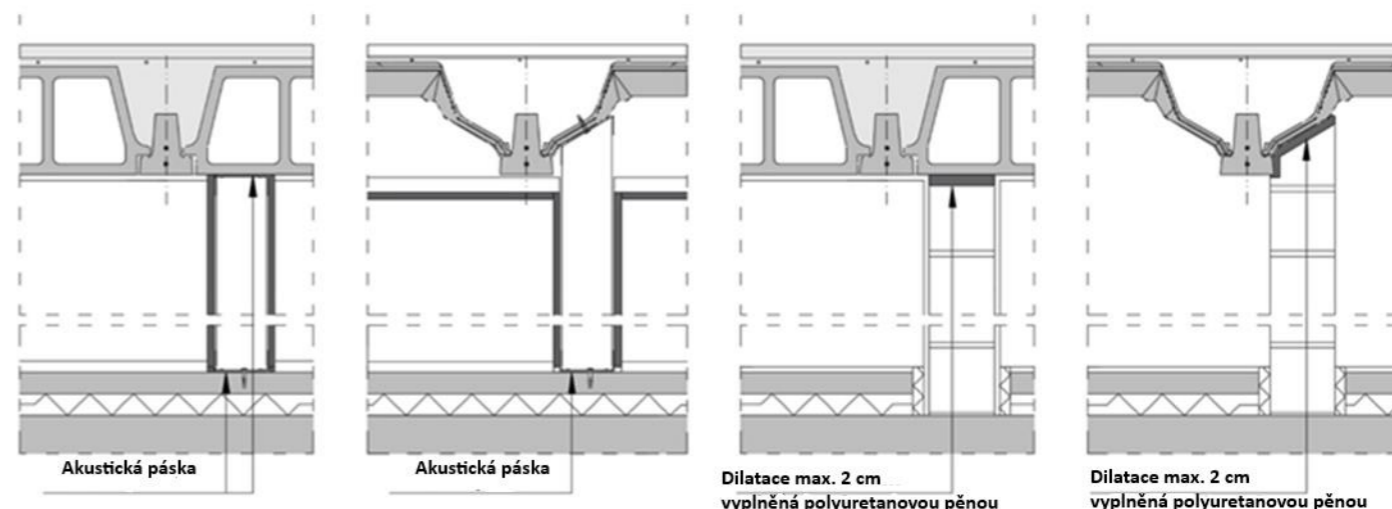 Akustická páska
Akustická páska
Dilatace max. 2 cm
vyplněná polyuretanovou pěnou
Dilatace max. 2 cm
vyplněná polyuretanovou pěnou